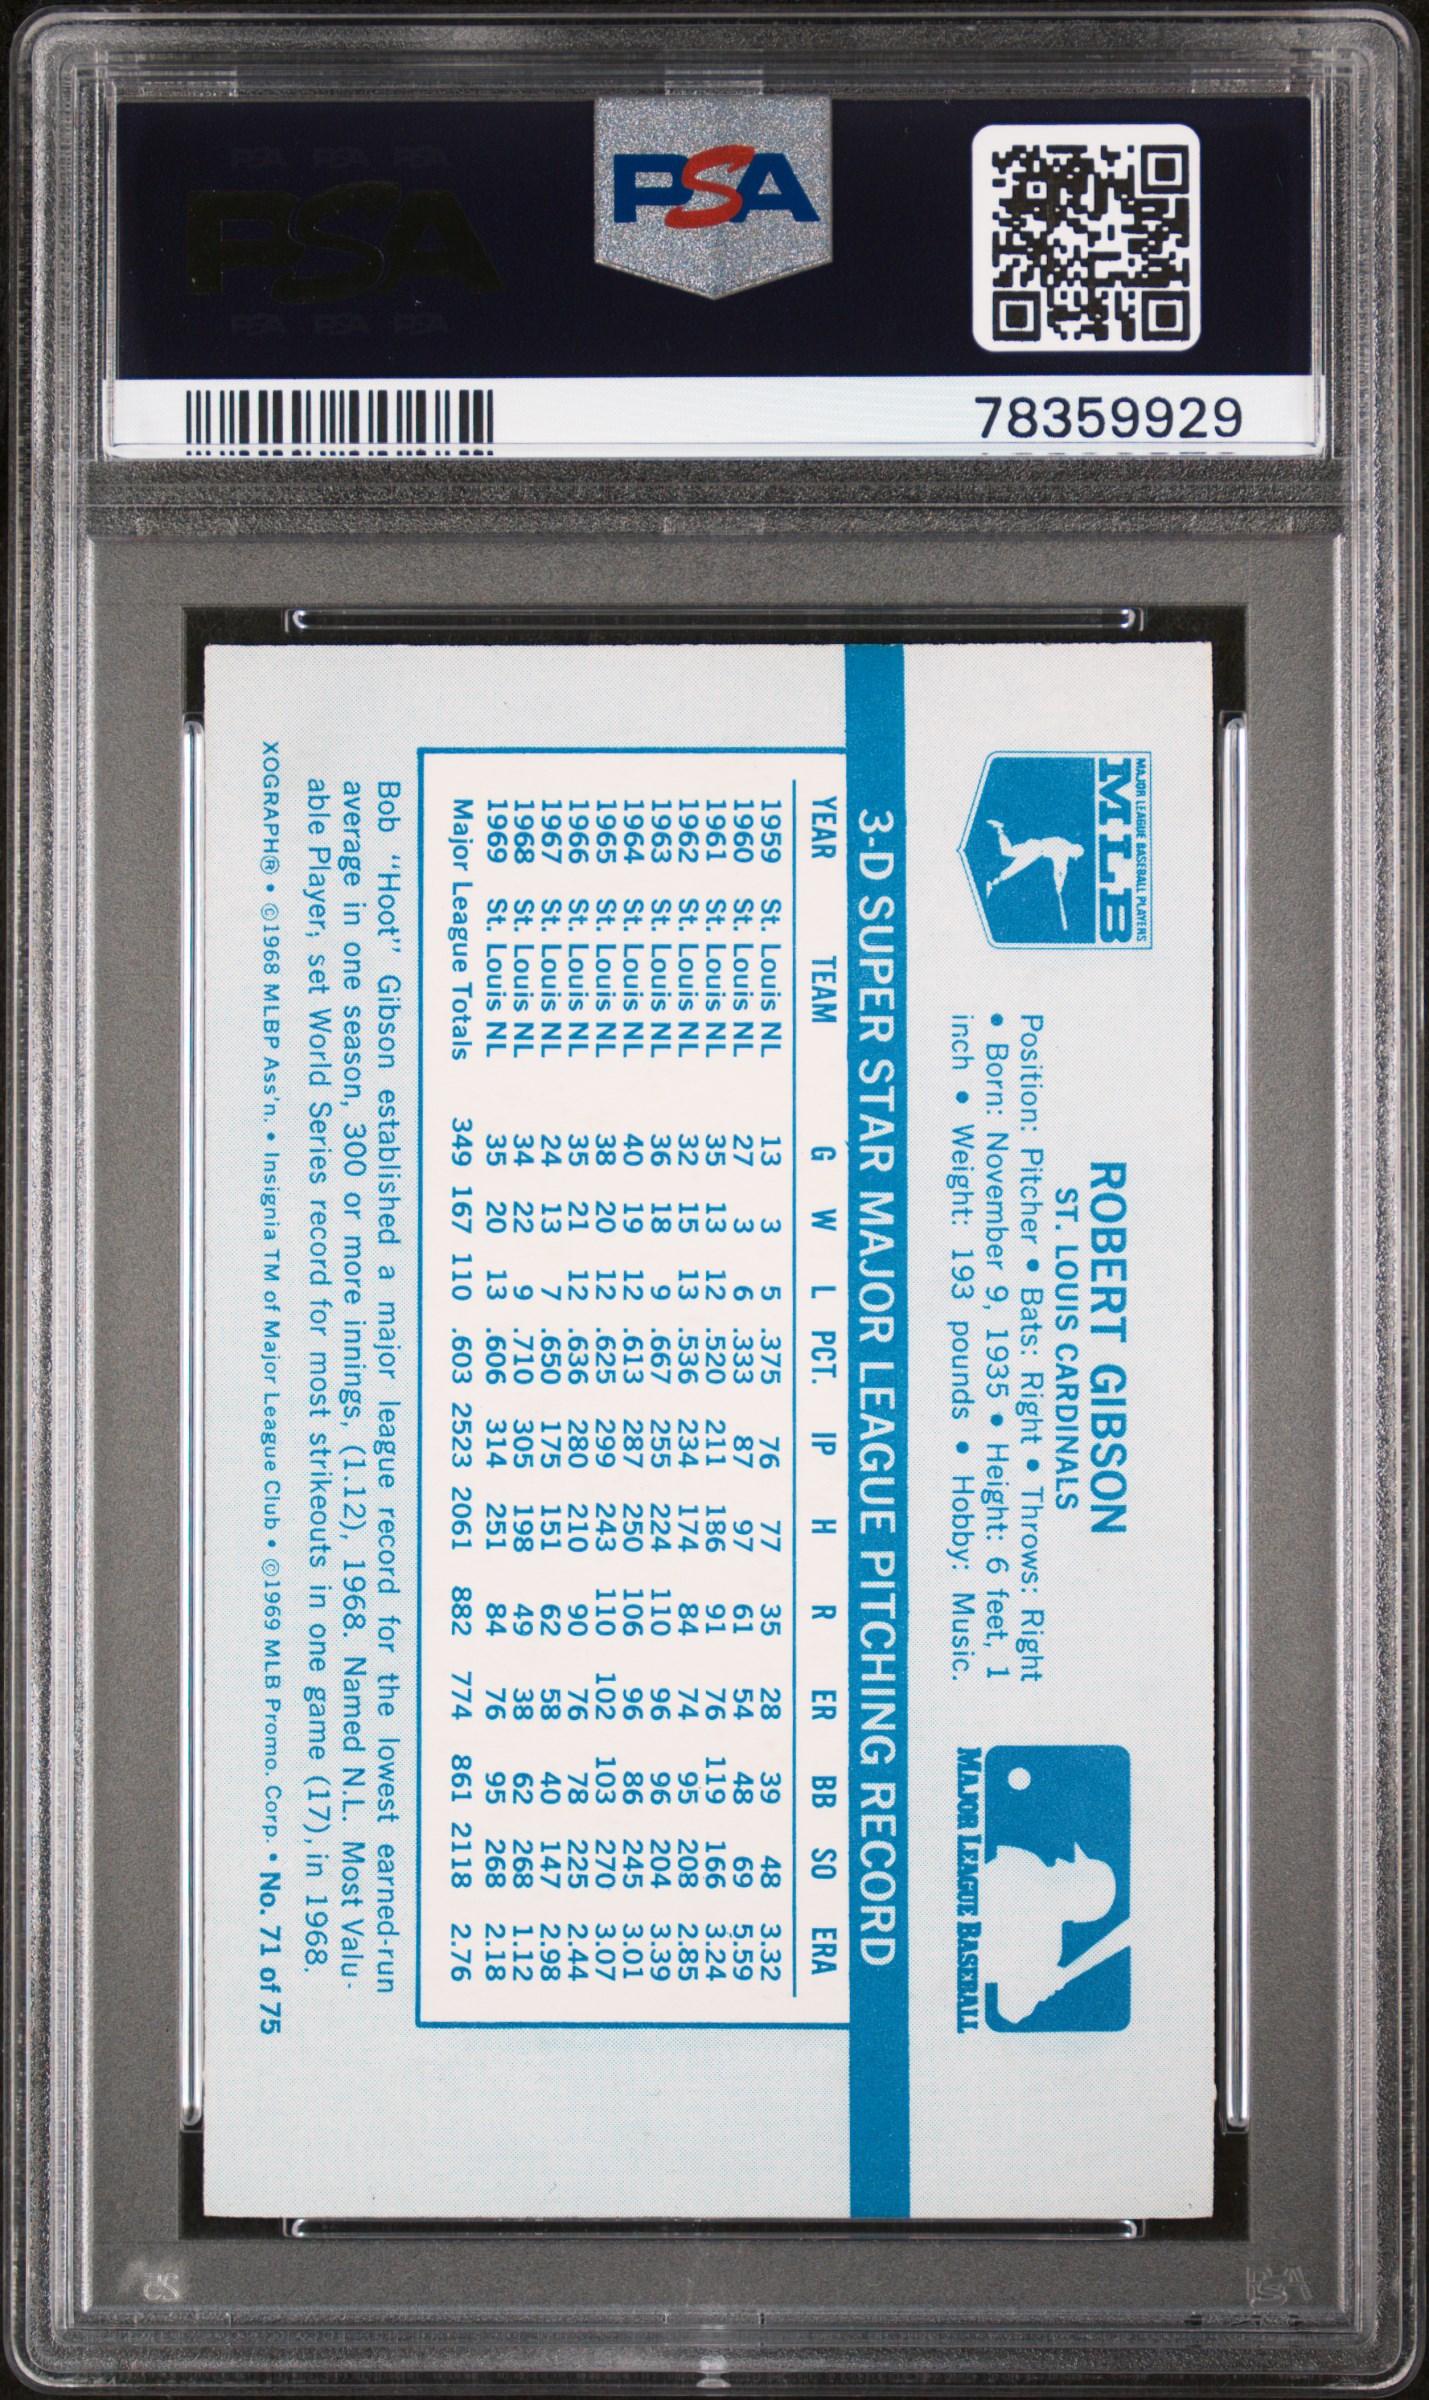 PSA
PSA PSA PSA
PSA
PSA PSA PSA
78359929
MAJOR LEAGUE BASEBALL PLAYERS
MLB
ROBERT GIBSON
ST. LOUIS CARDINALS
Position: Pitcher • Bats: Right • Throws: Right
• Born: November 9, 1935 • Height: 6 feet, 1
inch • Weight: 193 pounds • Hobby: Music.
MAJOR LEAGUE BASEBALL
3-D SUPER STAR MAJOR LEAGUE PITCHING RECORD
YEAR TEAM G W L PCT. IP H R ER BB SO ERA
1959 St. Louis NL 13 3 5 .375 76 77 35 28 39 48 3.32
1960 St. Louis NL 27 3 6 .333 87 97 61 54 48 69 5.59
1961 St. Louis NL 35 13 12 .520 211 186 91 76 119 166 3.24
1962 St. Louis NL 32 15 13 .536 234 174 84 74 95 208 2.85
1963 St. Louis NL 36 18 9 .667 255 224 110 96 96 204 3.39
1964 St. Louis NL 40 19 12 .613 287 250 106 96 86 245 3.01
1965 St. Louis NL 38 20 12 .625 299 243 110 102 103 270 3.07
1966 St. Louis NL 35 21 12 .636 280 210 90 76 78 225 2.44
1967 St. Louis NL 24 13 7 .650 175 151 62 58 40 147 2.98
1968 St. Louis NL 34 22 9 .710 305 198 49 38 62 268 1.12
1969 St. Louis NL 35 20 13 .606 314 251 84 76 95 268 2.18
Major League Totals 349 167 110 .603 2523 2061 882 774 861 2118 2.76
Bob "Hoot" Gibson established a major league record for the lowest earned-run
average in one season, 300 or more innings, (1.12), 1968. Named N.L. Most Valu-
able Player, set World Series record for most strikeouts in one game (17), in 1968.
XOGRAPH® • ©1968 MLBP Ass'n. • Insignia TM of Major League Club • ©1969 MLB Promo. Corp. • No. 71 of 75
PSA